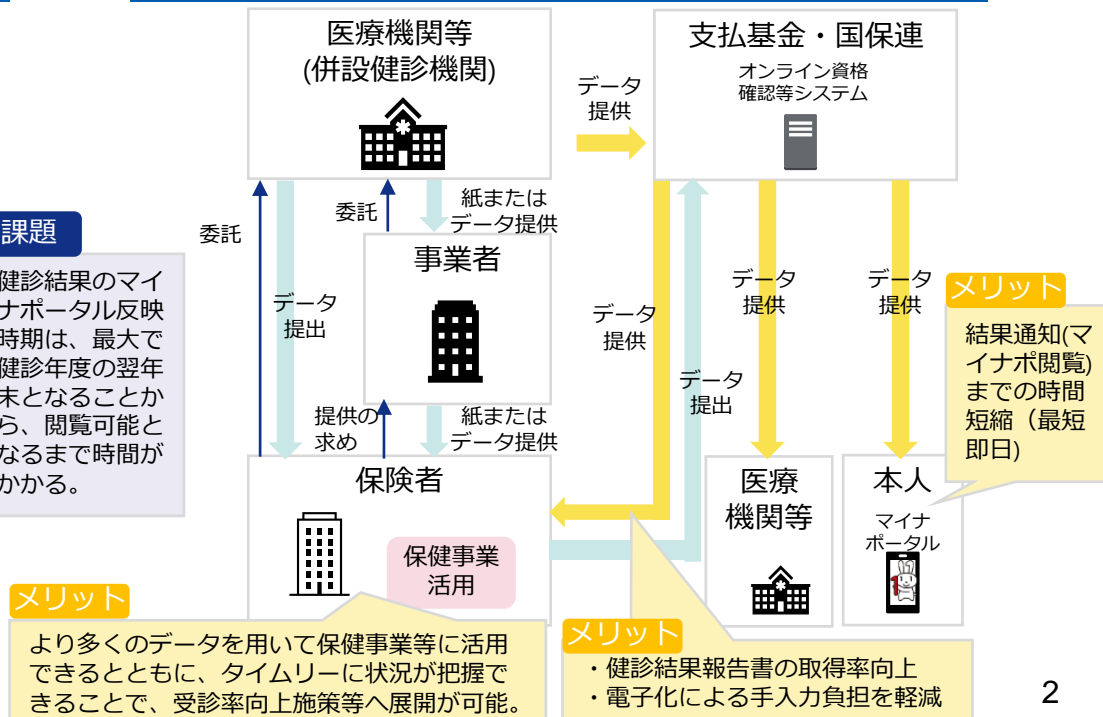 医療機関等
(併設健診機関)
支払基金・国保連
オンライン資格
確認等システム
データ
提供
委託
委託
紙または
データ提供
課題
健診結果のマイ
ナポータル反映
時期は、最大で
健診年度の翌年
末となることか
ら、閲覧可能と
なるまで時間が
かかる。
事業者
データ
提出
データ
提供
データ
提出
データ
提供
データ
提供
メリット
結果通知(マ
イナポ閲覧)
までの時間
短縮（最短
即日)
提供の
求め
紙または
データ提供
保険者
保健事業
活用
医療
機関等
本人
マイナ
ポータル
メリット
より多くのデータを用いて保健事業等に活用
できるとともに、タイムリーに状況が把握で
きることで、受診率向上施策等へ展開が可能。
メリット
・健診結果報告書の取得率向上
・電子化による手入力負担を軽減
2